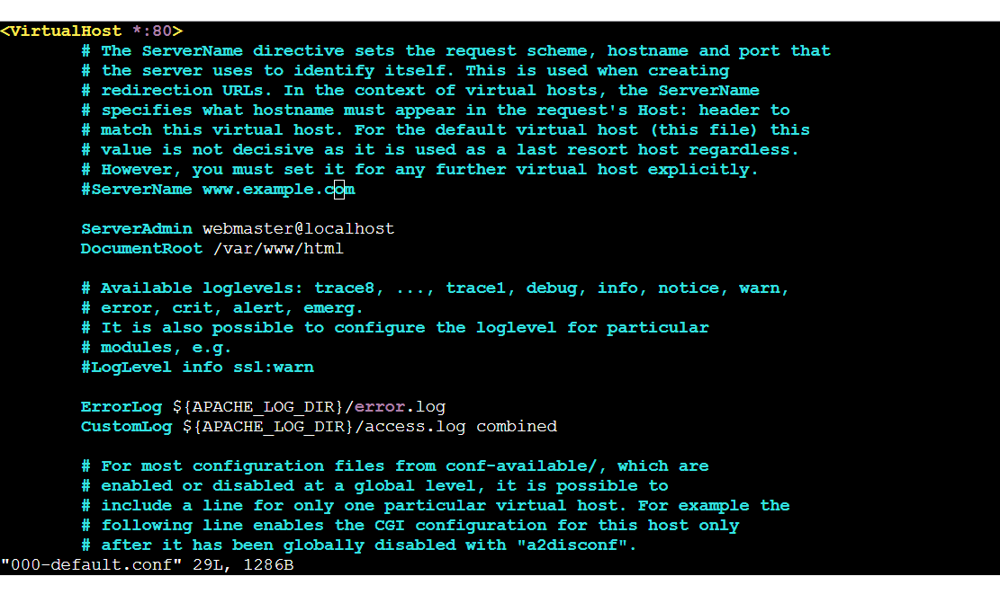 <VirtualHost *:80>
# The ServerName directive sets the request scheme, hostname and port that
# the server uses to identify itself. This is used when creating
# redirection URLs. In the context of virtual hosts, the ServerName
# specifies what hostname must appear in the request's Host: header to
# match this virtual host. For the default virtual host (this file) this
# value is not decisive as it is used as a last resort host regardless.
# However, you must set it for any further virtual host explicitly.
#ServerName www.example.com
ServerAdmin webmaster@localhost
DocumentRoot /var/www/html
# Available loglevels: trace8, ..., trace1, debug, info, notice, warn,
# error, crit, alert, emerg.
# It is also possible to configure the loglevel for particular
# modules, e.g.
#LogLevel info ssl:warn
ErrorLog ${APACHE_LOG_DIR}/error.log
CustomLog ${APACHE_LOG_DIR}/access.log combined
# For most configuration files from conf-available/, which are
# enabled or disabled at a global level, it is possible to
# include a line for only one particular virtual host. For example the
# following line enables the CGI configuration for this host only
# after it has been globally disabled with "a2disconf".
"000-default.conf" 29L, 1286B